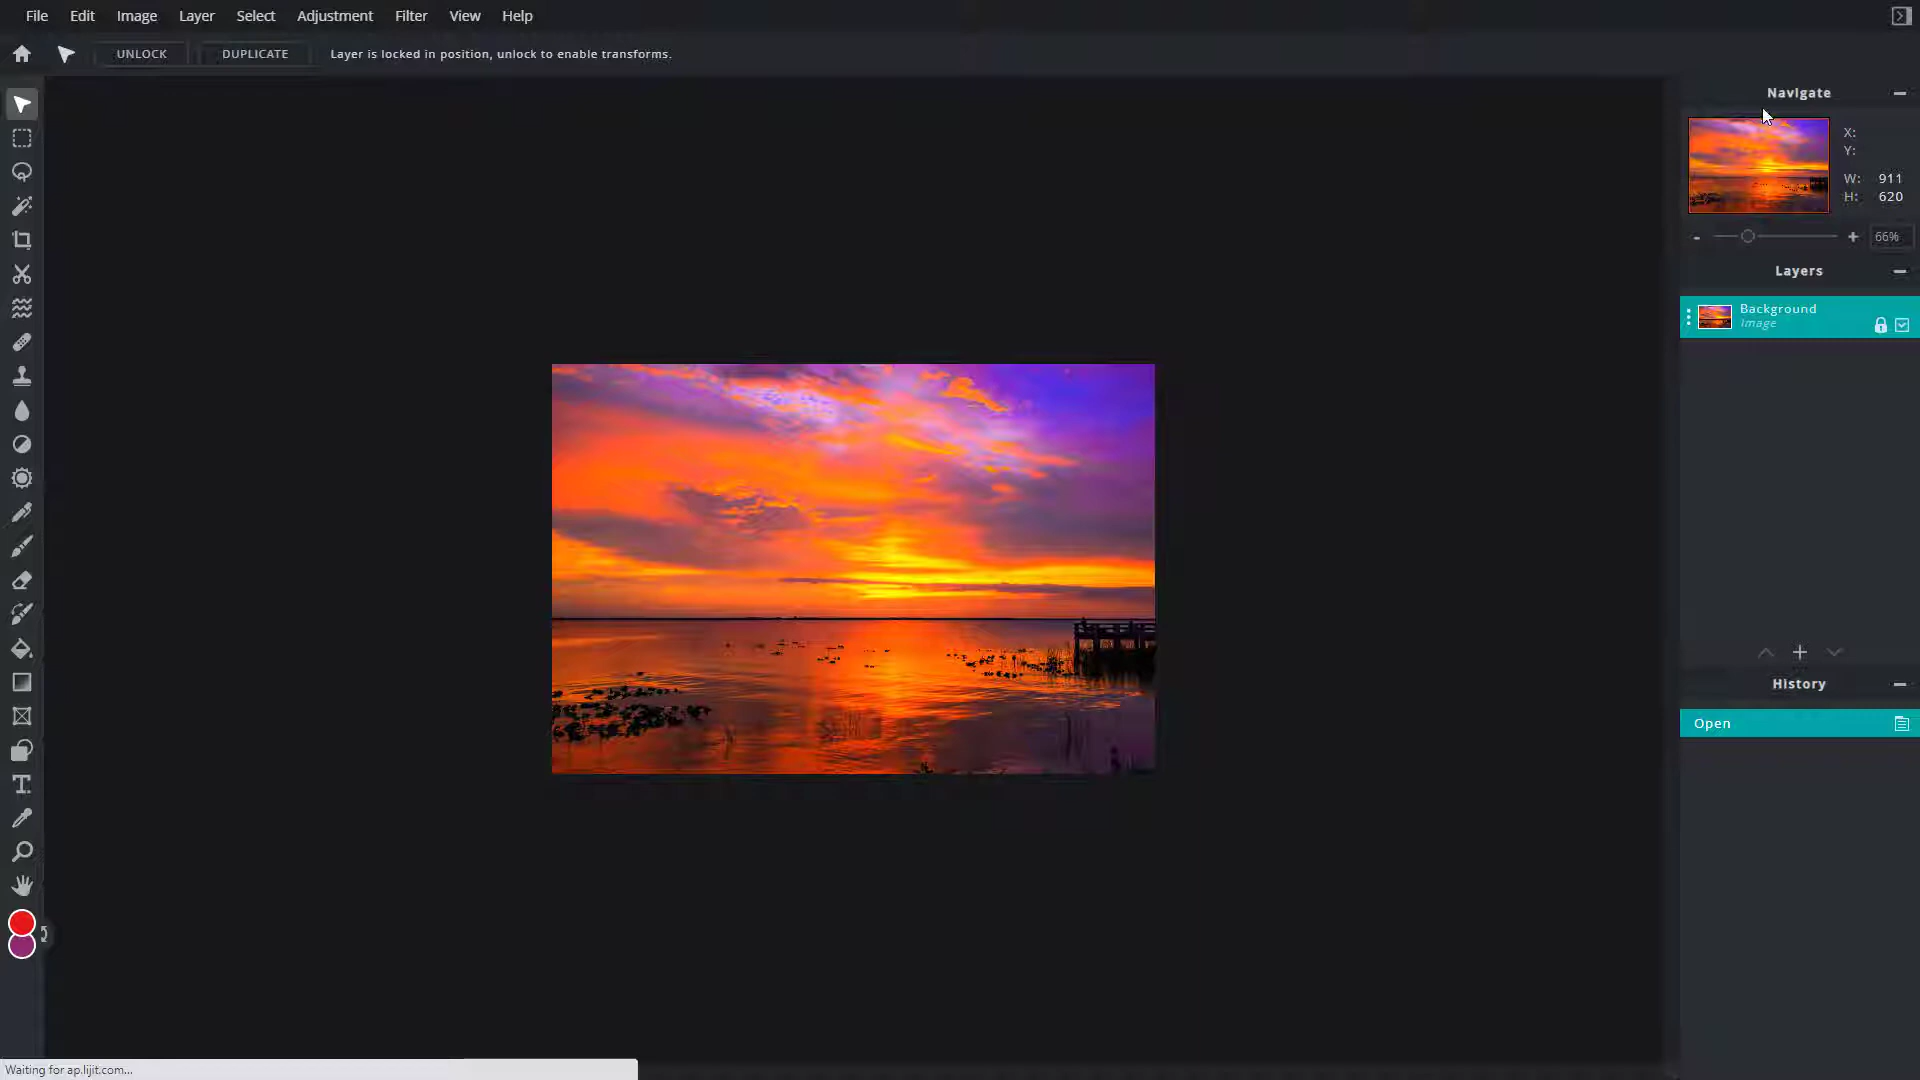 File Edit Image Layer Select Adjustment Filter View Help
UNLOCK DUPLICATE Layer is locked in position, unlock to enable transforms.
Navigate
X:
Y:
W: 911
H: 620
- + 66%
Layers
Background
Image
History
Open
Waiting for ap.lijit.com...